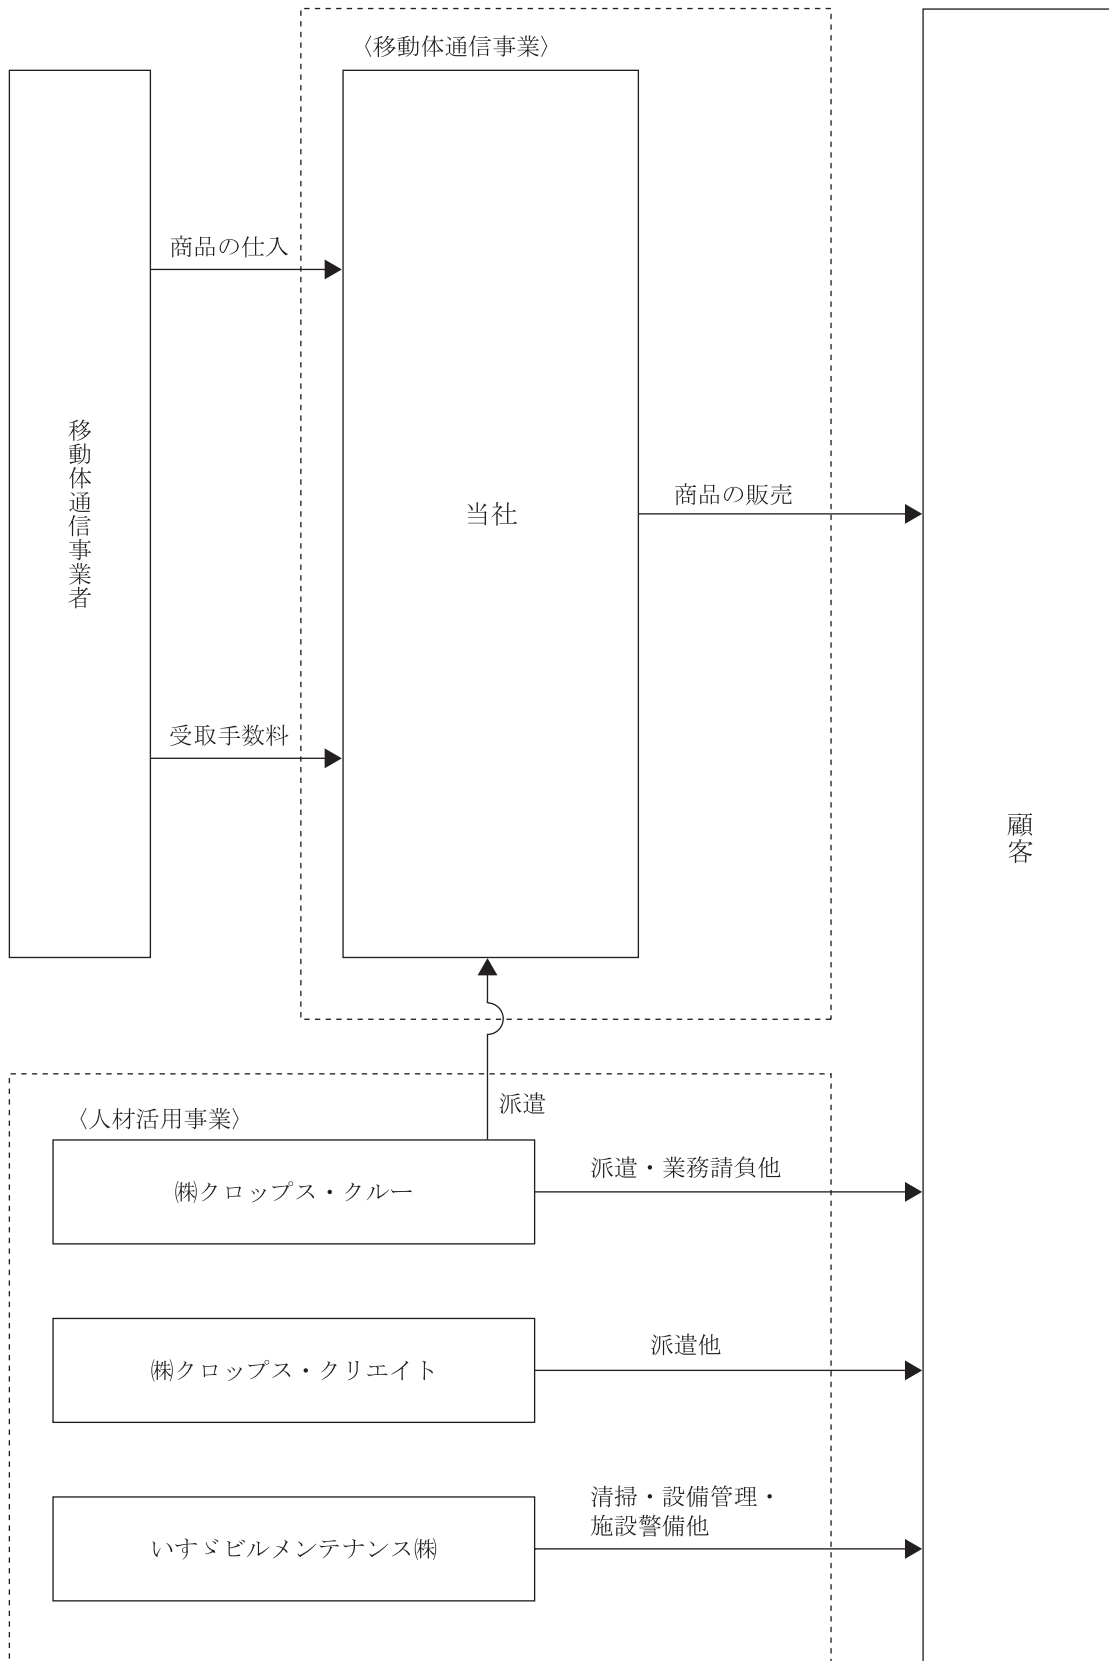 〈移動体通信事業〉
商品の仕入
移動体通信事業者
当社
商品の販売
受取手数料
顧客
派遣
〈人材活用事業〉
㈱クロップス・クルー
派遣・業務請負他
㈱クロップス・クリエイト
派遣他
いすゞビルメンテナンス㈱
清掃・設備管理・
施設警備他